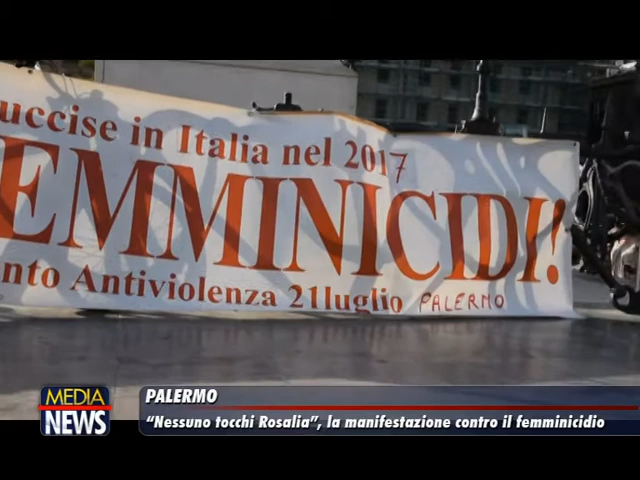 uccise in Italia nel 2017
EMMINICIDI!
nto Antiviolenza 21luglio PALERMO
MEDIA
NEWS
PALERMO
“Nessuno tocchi Rosalia”, la manifestazione contro il femminicidio